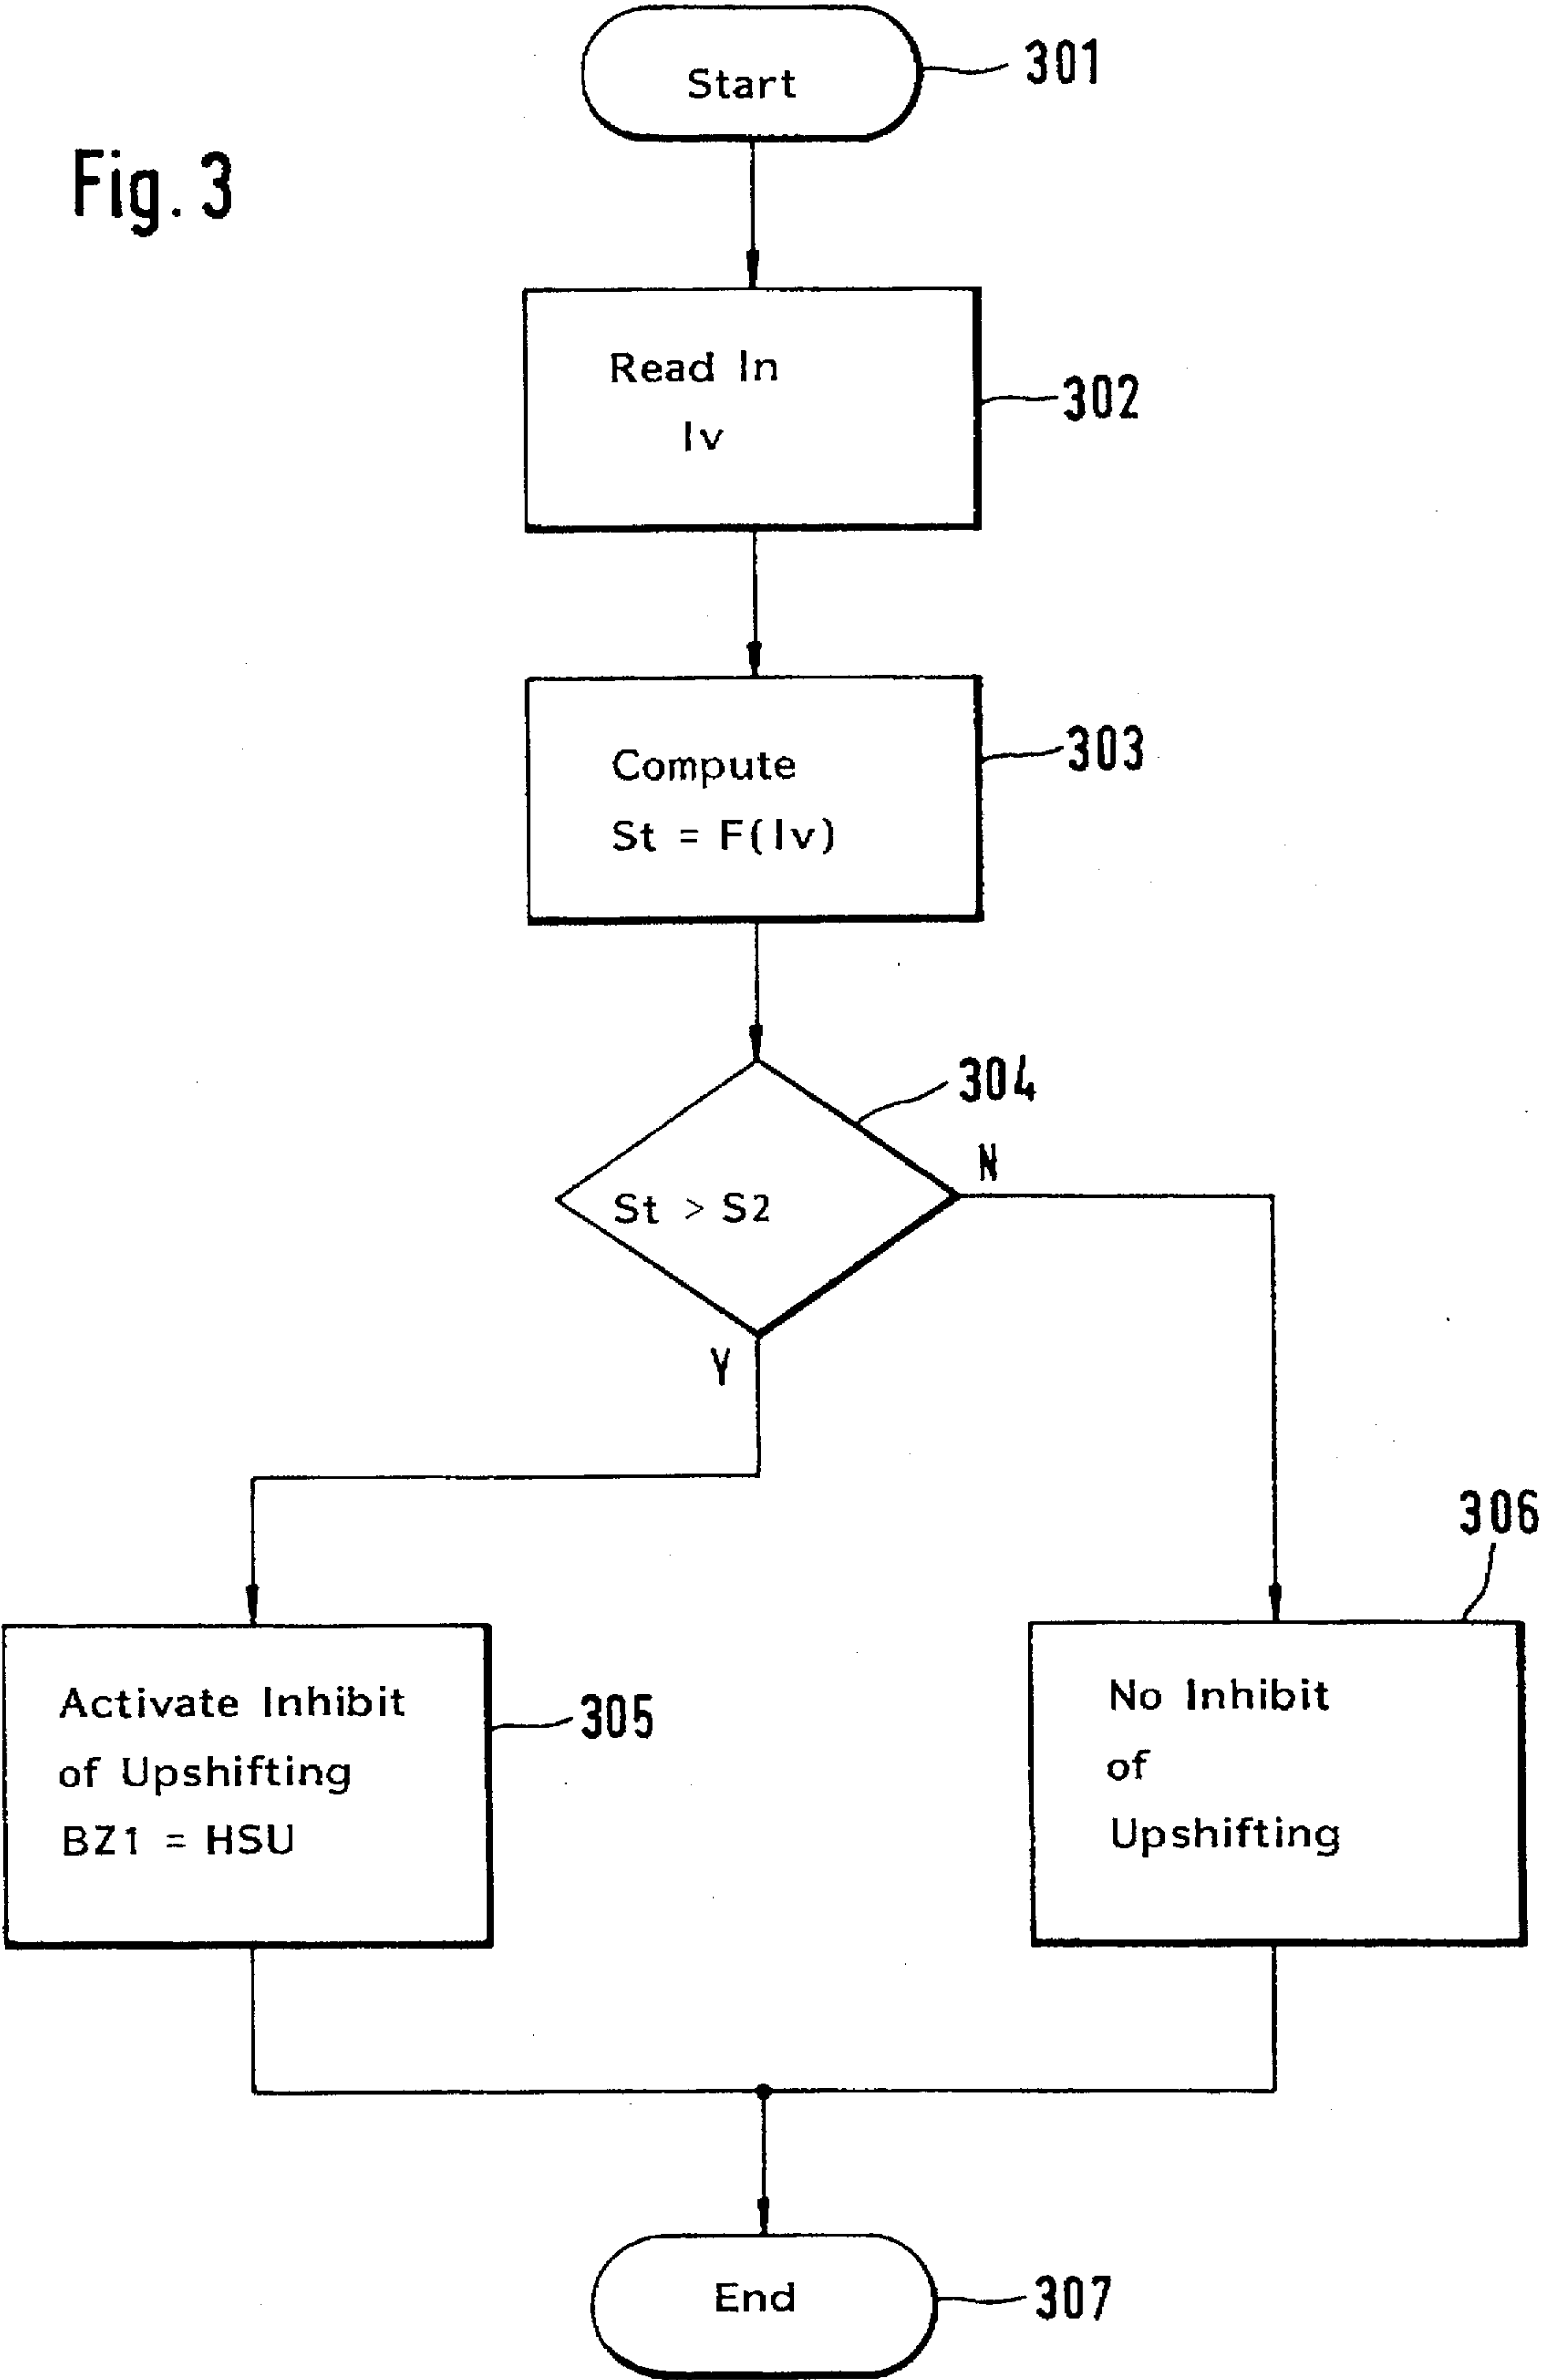 Start
301
Fig. 3
Read In
Iv
302
Compute
St = F(Iv)
303
304
N
St > S2
Y
306
Activate Inhibit
of Upshifting
BZ1 = HSU
305
No Inhibit
of
Upshifting
End
307